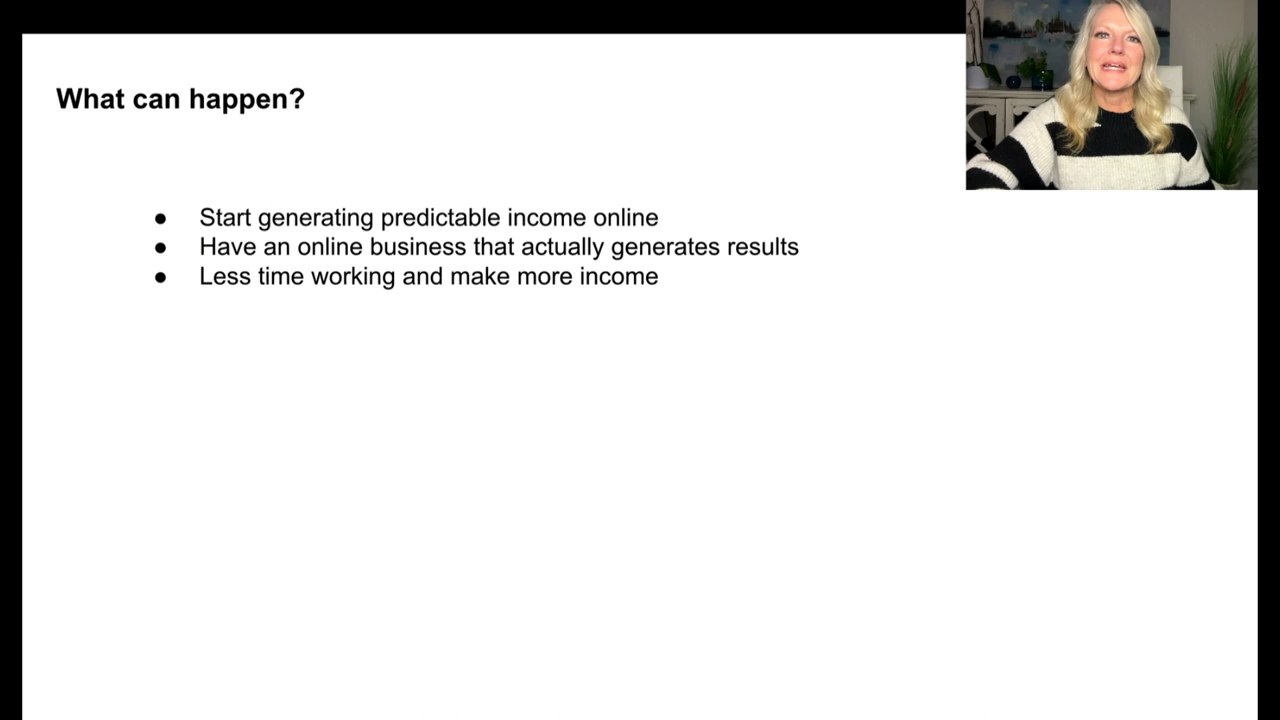 What can happen?
● Start generating predictable income online
● Have an online business that actually generates results
● Less time working and make more income